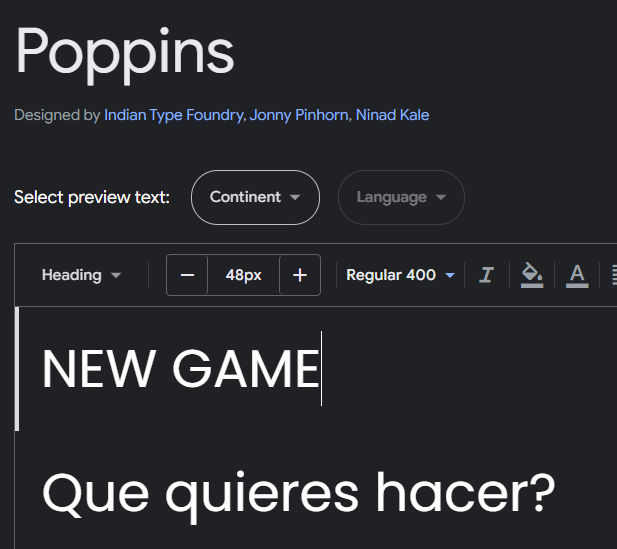 Poppins
Designed by Indian Type Foundry, Jonny Pinhorn, Ninad Kale
Select preview text: Continent Language
Heading − 48px + Regular 400 I A
NEW GAME
Que quieres hacer?